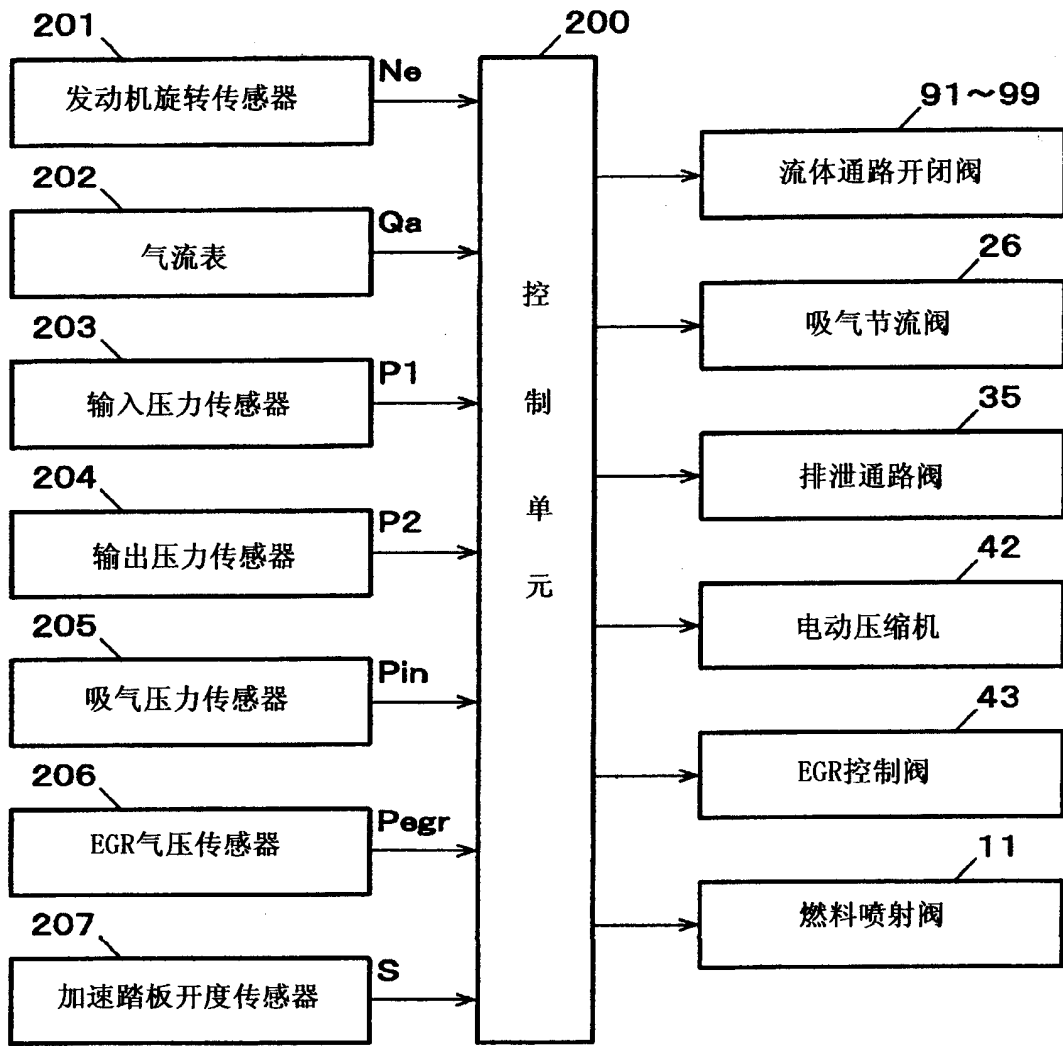 201
发动机旋转传感器
Ne
202
气流表
Qa
203
输入压力传感器
P1
204
输出压力传感器
P2
205
吸气压力传感器
Pin
206
EGR气压传感器
Pegr
207
加速踏板开度传感器
S
200
控制单元
91～99
流体通路开闭阀
26
吸气节流阀
35
排泄通路阀
42
电动压缩机
43
EGR控制阀
11
燃料喷射阀